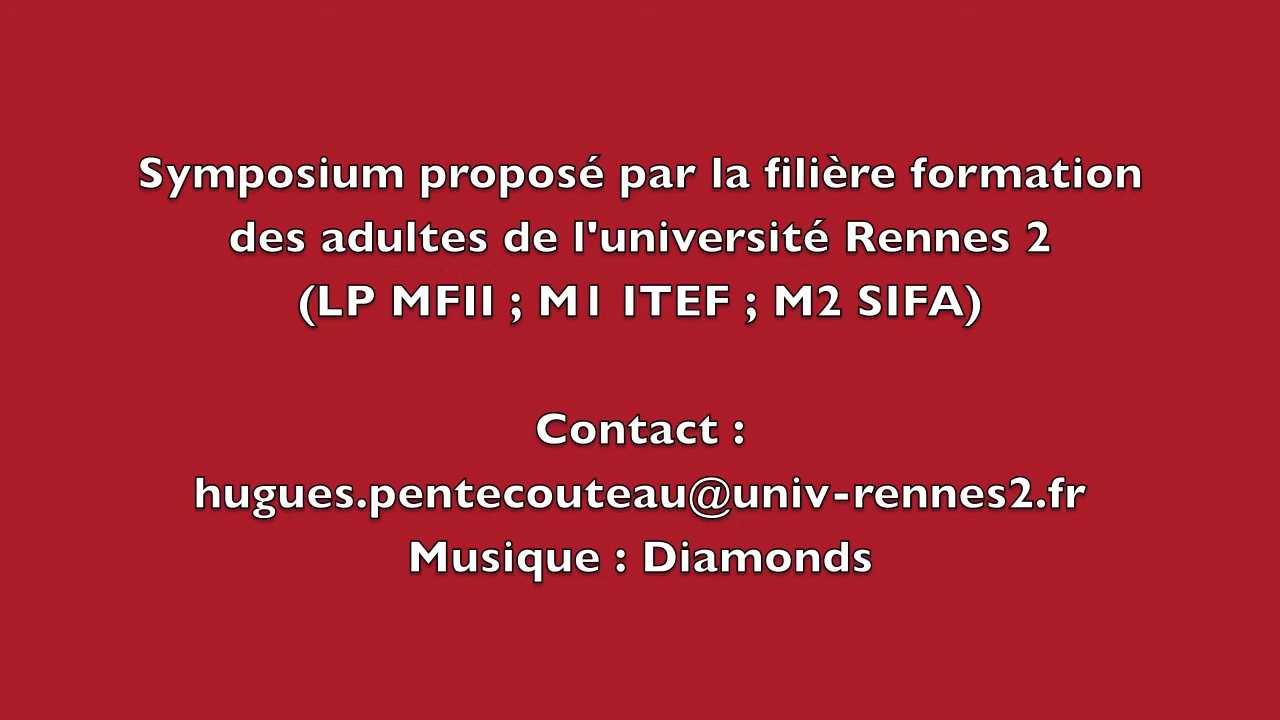 Symposium proposé par la filière formation
des adultes de l'université Rennes 2
(LP MFII ; M1 ITEF ; M2 SIFA)
Contact :
hugues.pentecouteau@univ-rennes2.fr
Musique : Diamonds